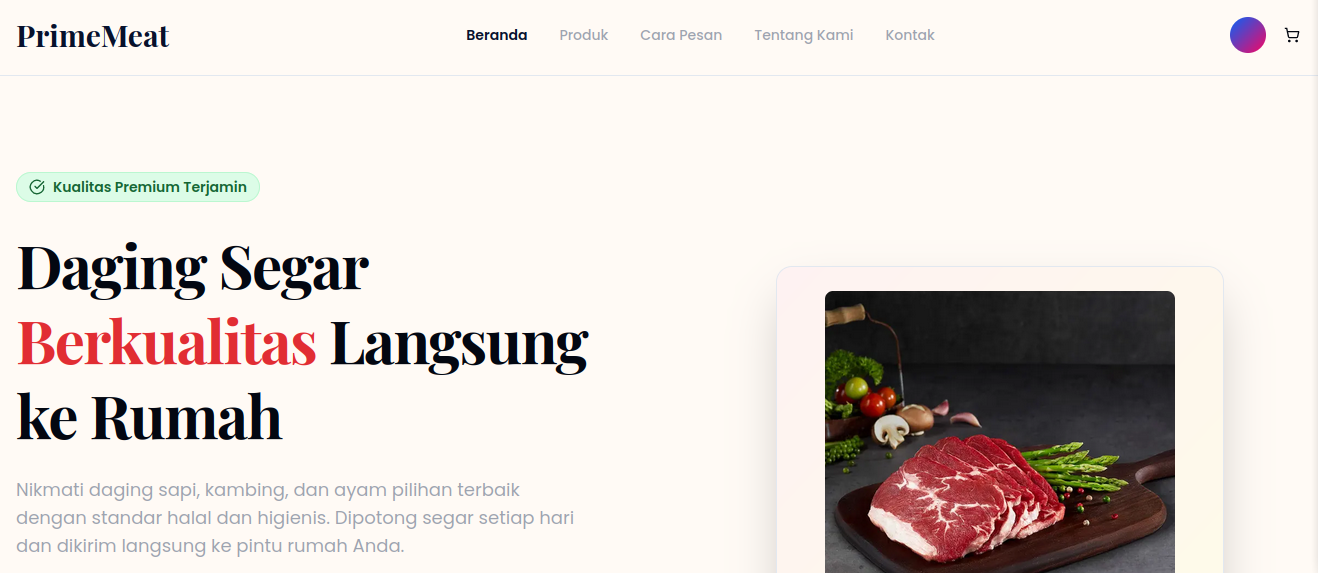 PrimeMeat
Beranda Produk Cara Pesan Tentang Kami Kontak
Kualitas Premium Terjamin
Daging Segar
Berkualitas Langsung
ke Rumah
Nikmati daging sapi, kambing, dan ayam pilihan terbaik
dengan standar halal dan higienis. Dipotong segar setiap hari
dan dikirim langsung ke pintu rumah Anda.